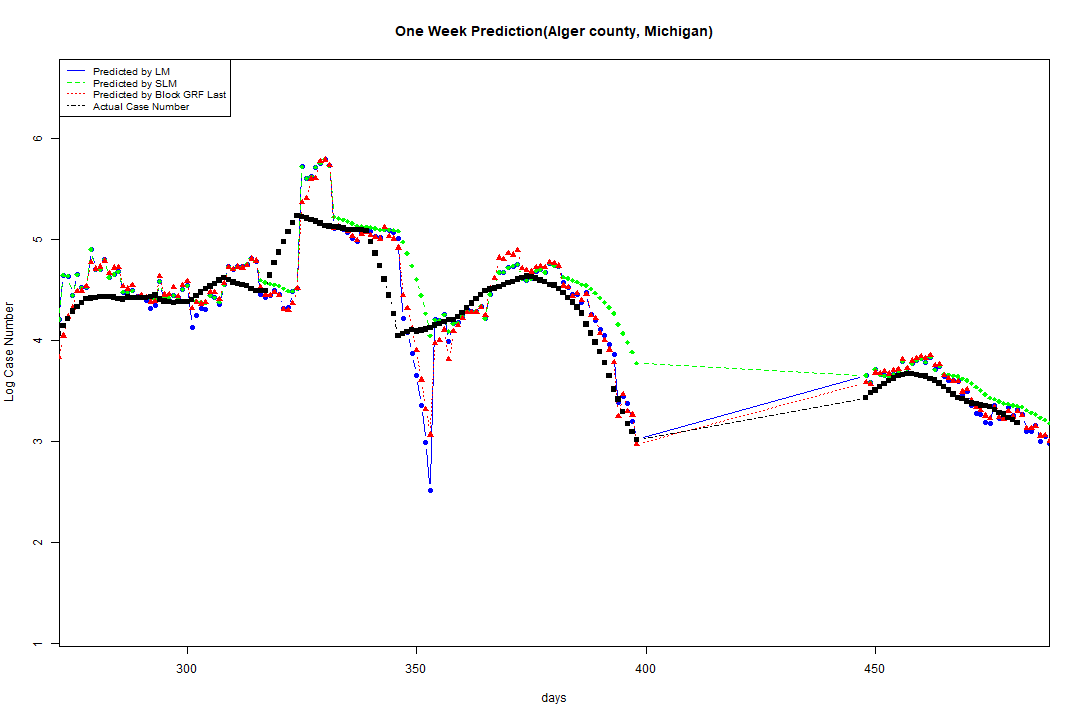 One Week Prediction(Alger county, Michigan)
Predicted by LM
Predicted by SLM
Predicted by Block GRF Last
Actual Case Number
Log Case Number
6
5
4
3
2
1
300 350 400 450
days